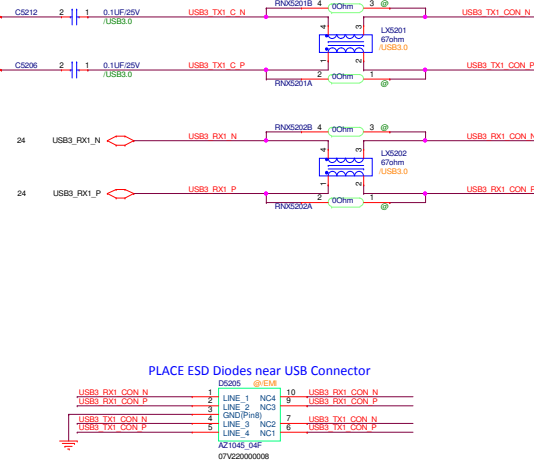 RNX5201B 4 0Ohm 3 @
C5212 2 1 0.1UF/25V USB3_TX1_C_N USB3_TX1_CON_N
/USB3.0
4 3
LX5201
67ohm
/USB3.0
1 2
C5206 2 1 0.1UF/25V USB3_TX1_C_P USB3_TX1_CON_P
/USB3.0
2 0Ohm 1
RNX5201A @
RNX5202B 4 0Ohm 3 @
24 USB3_RX1_N USB3_RX1_N USB3_RX1_CON_N
4 3
LX5202
67ohm
/USB3.0
1 2
24 USB3_RX1_P USB3_RX1_P USB3_RX1_CON_P
2 0Ohm 1
RNX5202A @
PLACE ESD Diodes near USB Connector
D5205 @/EMI
USB3_RX1_CON_N 1 LINE_1 NC4 10 USB3_RX1_CON_N
USB3_RX1_CON_P 2 LINE_2 NC3 9 USB3_RX1_CON_P
3 GND(Pin8)
USB3_TX1_CON_N 4 LINE_3 NC2 7 USB3_TX1_CON_N
USB3_TX1_CON_P 5 LINE_4 NC1 6 USB3_TX1_CON_P
AZ1045_04F
07V220000008